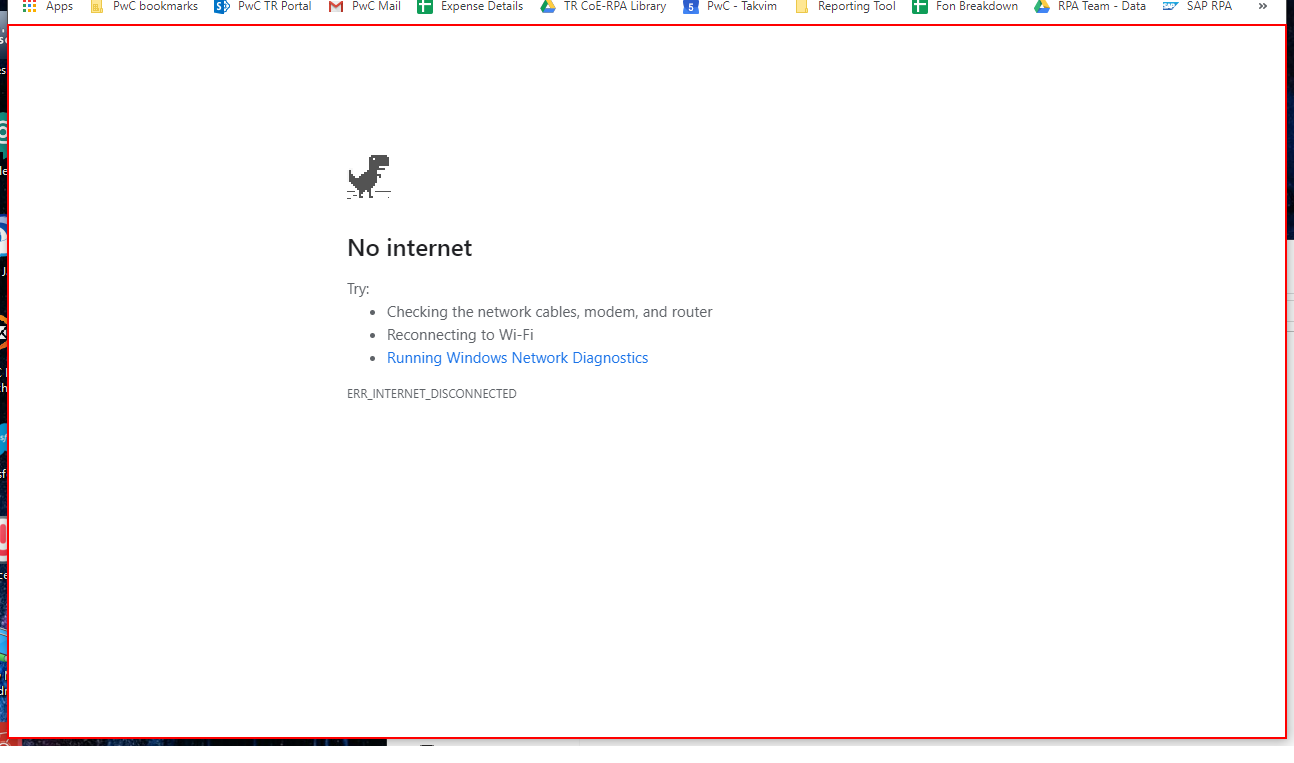 Apps PwC bookmarks PwC TR Portal PwC Mail Expense Details TR CoE-RPA Library 5 PwC - Takvim Reporting Tool Fon Breakdown RPA Team - Data SAP SAP RPA »
No internet
Try:
• Checking the network cables, modem, and router
• Reconnecting to Wi-Fi
• Running Windows Network Diagnostics
ERR_INTERNET_DISCONNECTED